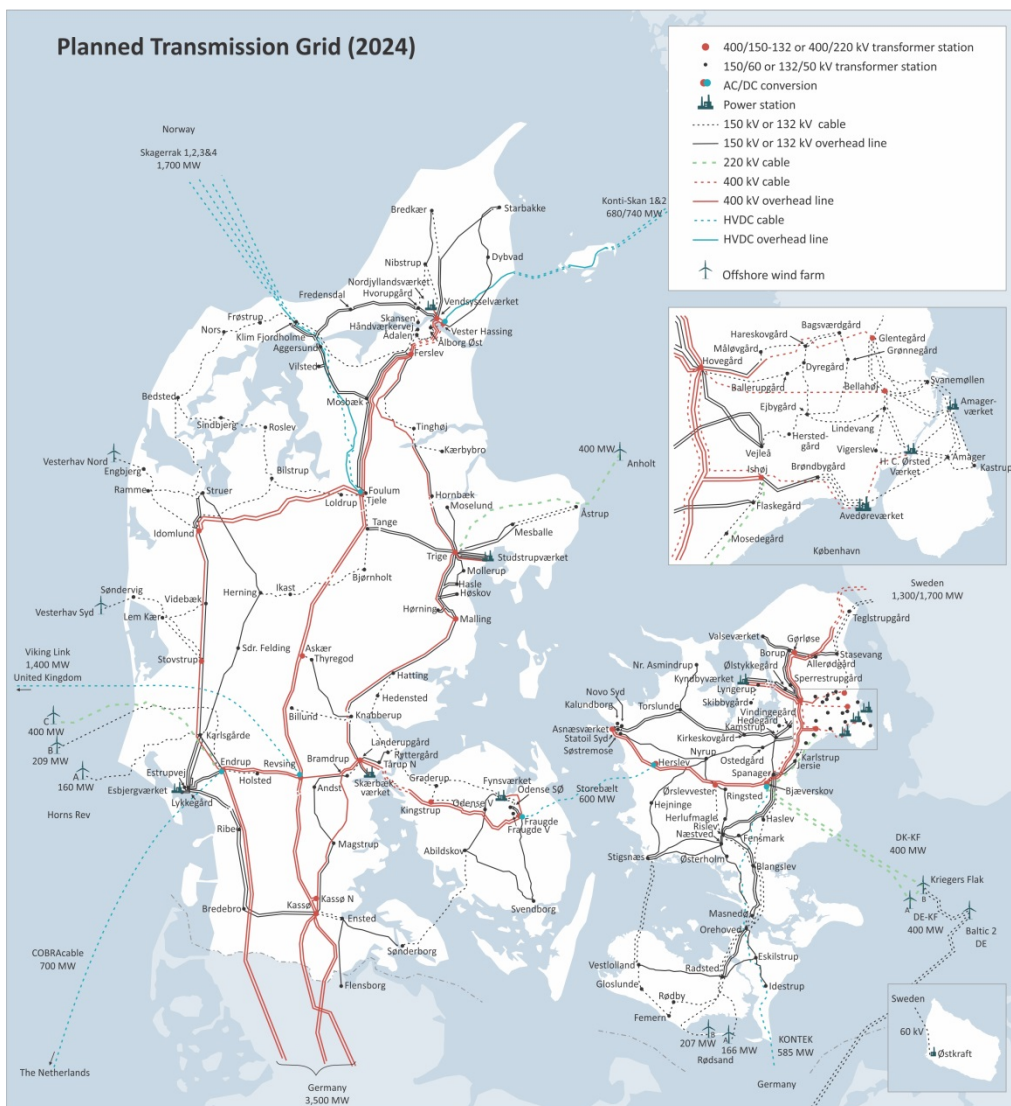 Planned Transmission Grid (2024)
400/150-132 or 400/220 kV transformer station
150/60 or 132/50 kV transformer station
AC/DC conversion
Power station
150 kV or 132 kV cable
150 kV or 132 kV overhead line
220 kV cable
400 kV cable
400 kV overhead line
HVDC cable
HVDC overhead line
Offshore wind farm
Norway
Skagerrak 1,2,3&4
1,700 MW
Konti-Skan 1&2
680/740 MW
Bredkær
Starbakke
Nibstrup
Dybvad
Nordjyllandsværket
Hvorupgård
Vendsysselværket
Fredensdal
Skansen
Håndværkervej
Ådalen
Vester Hassing
Ålborg Øst
Ferslev
Frøstrup
Nors
Klim Fjordholme
Aggersund
Vilsted
Mosbæk
Bedsted
Sindbjerg
Roslev
Tinghøj
Kærbybro
400 MW
Anholt
Vesterhav Nord
Engbjerg
Ramme
Struer
Bilstrup
Loldrup
Foulum
Tjele
Hornbæk
Moselund
Mesballe
Åstrup
Idomlund
Tange
Trige
Studstrupværket
Mollerup
Hasle
Høskov
Bjørnholt
Søndervig
Vesterhav Syd
Lem Kær
Videbæk
Herning
Ikast
Hørning
Malling
Stovstrup
Sdr. Felding
Askær
Thyregod
Hatting
Hedensted
Viking Link
1,400 MW
United Kingdom
C
400 MW
B
209 MW
A
160 MW
Horns Rev
Billund
Knabberup
Karlsgårde
Landerupgård
Ryttergård
Tårup N
Estrupvej
Endrup
Revsing
Bramdrup
Holsted
Esbjergværket
Lykkegård
Andst
Skærbæk-
værket
Graderup
Fynsværket
Kingstrup
Odense V
Odense SØ
Fraugde
Fraugde V
Storebælt
600 MW
Ribe
Magstrup
Abildskov
Svendborg
Bredebro
Kassø N
Kassø
Ensted
Sønderborg
Flensborg
COBRAcable
700 MW
The Netherlands
Germany
3,500 MW
Hovegård
Måløvgård
Hareskovgård
Bagsværdgård
Glentegård
Grønnegård
Dyregård
Ballerupgård
Bellahøj
Svanemøllen
Amager-
værket
Ejbygård
Lindevang
Hersted-
gård
Vejleå
Vigerslev
H. C. Ørsted
Værket
Amager
Kastrup
Ishøj
Brøndbygård
Flaskegård
Avedøreværket
Mosedegård
København
Sweden
1,300/1,700 MW
Teglstrupgård
Valseværket
Gørløse
Borup
Stasevang
Allerødgård
Ølstykkegård
Kyndbyværket
Lyngerup
Sperrestrupgård
Skibbygård
Nr. Asmindrup
Novo Syd
Kalundborg
Torslunde
Vindingegård
Hedegård
Kamstrup
Asnæsværket
Statoil Syd
Søstremose
Kirkeskovgård
Nyrup
Ostedgård
Karlstrup
Jersie
Herslev
Spanager
Bjæverskov
Ørslevvester
Ringsted
Hejninge
Herlufmagle
Rislev
Næstved
Haslev
Fensmark
Stigsnæs
Østerholm
Blangslev
DK-KF
400 MW
Kriegers Flak
B
A
DE-KF
400 MW
Baltic 2
DE
Masnedø
Orehoved
Vestlolland
Radsted
Eskilstrup
Gloslunde
Rødby
Idestrup
Femern
B
207 MW
A
166 MW
Rødsand
KONTEK
585 MW
Germany
Sweden
60 kV
Østkraft